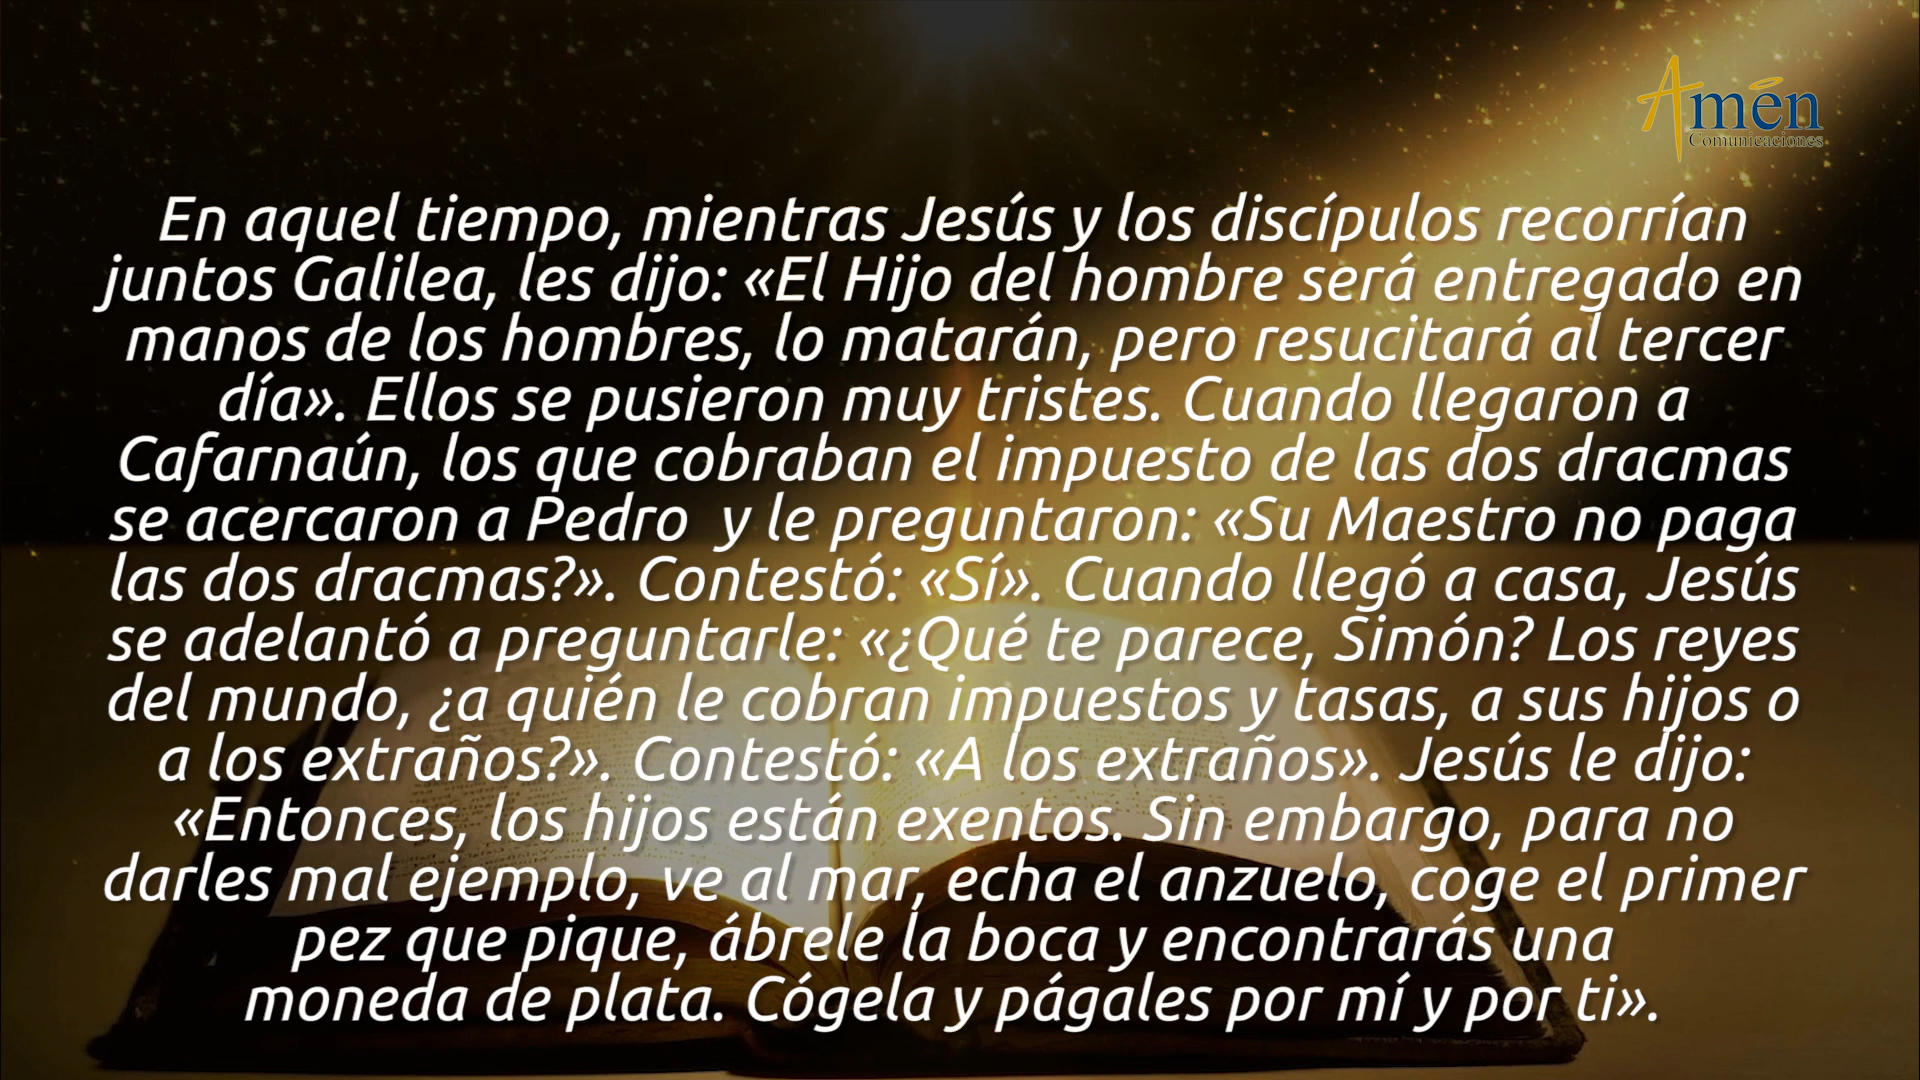 Amén
Comunicaciones
En aquel tiempo, mientras Jesús y los discípulos recorrían
juntos Galilea, les dijo: «El Hijo del hombre será entregado en
manos de los hombres, lo matarán, pero resucitará al tercer
día». Ellos se pusieron muy tristes. Cuando llegaron a
Cafarnaún, los que cobraban el impuesto de las dos dracmas
se acercaron a Pedro  y le preguntaron: «Su Maestro no paga
las dos dracmas?». Contestó: «Sí». Cuando llegó a casa, Jesús
se adelantó a preguntarle: «¿Qué te parece, Simón? Los reyes
del mundo, ¿a quién le cobran impuestos y tasas, a sus hijos o
a los extraños?». Contestó: «A los extraños». Jesús le dijo:
«Entonces, los hijos están exentos. Sin embargo, para no
darles mal ejemplo, ve al mar, echa el anzuelo, coge el primer
pez que pique, ábrele la boca y encontrarás una
moneda de plata. Cógela y págales por mí y por ti».